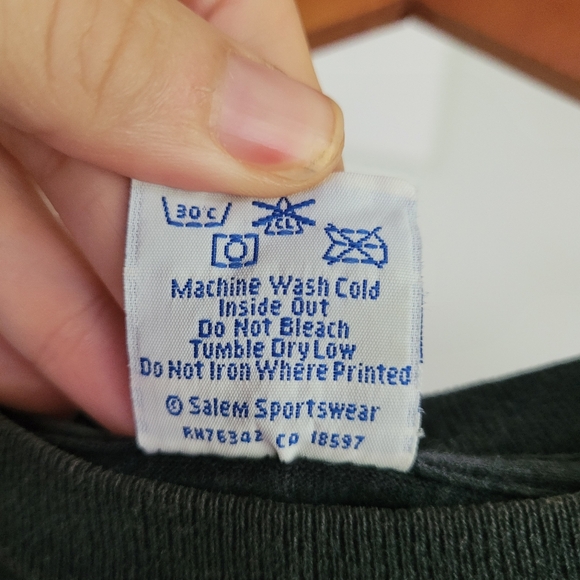 30°C
CL
Machine Wash Cold
Inside Out
Do Not Bleach
Tumble Dry Low
Do Not Iron Where Printed
© Salem Sportswear
RN76342 CA 18597